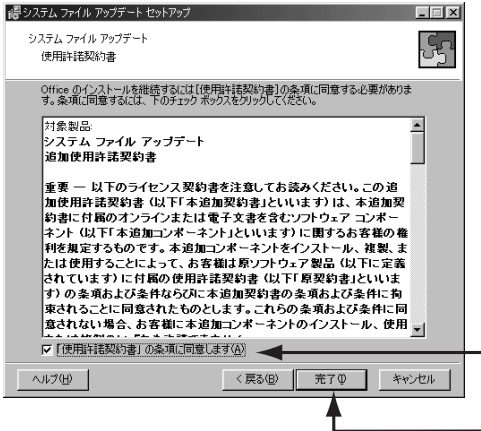 システム ファイル アップデート セットアップ
システム ファイル アップデート
使用許諾契約書
Office のインストールを継続するには[使用許諾契約書]の条項に同意する必要がありま
す。条項に同意するには、下のチェック ボックスをクリックしてください。
対象製品:
システム ファイル アップデート
追加使用許諾契約書
重要 — 以下のライセンス契約書を注意してお読みください。この追
加使用許諾契約書 (以下「本追加契約書」といいます) は、本追加契
約書に付属のオンラインまたは電子文書を含むソフトウェア コンポー
ネント (以下「本追加コンポーネント」といいます) に関するお客様の権
利を規定するものです。本追加コンポーネントをインストール、複製、ま
たは使用することによって、お客様は原ソフトウェア製品 (以下に定義
されています) に付属の使用許諾契約書 (以下「原契約書」といいま
す) の条項および条件ならびに本追加契約書の条項および条件に拘
束されることに同意されたものとします。これらの条項および条件に同
意されない場合、お客様に本追加コンポーネントのインストール、使用
「使用許諾契約書」 の条項に同意します(A)
ヘルプ(H)
< 戻る(B)
完了(I)
キャンセル